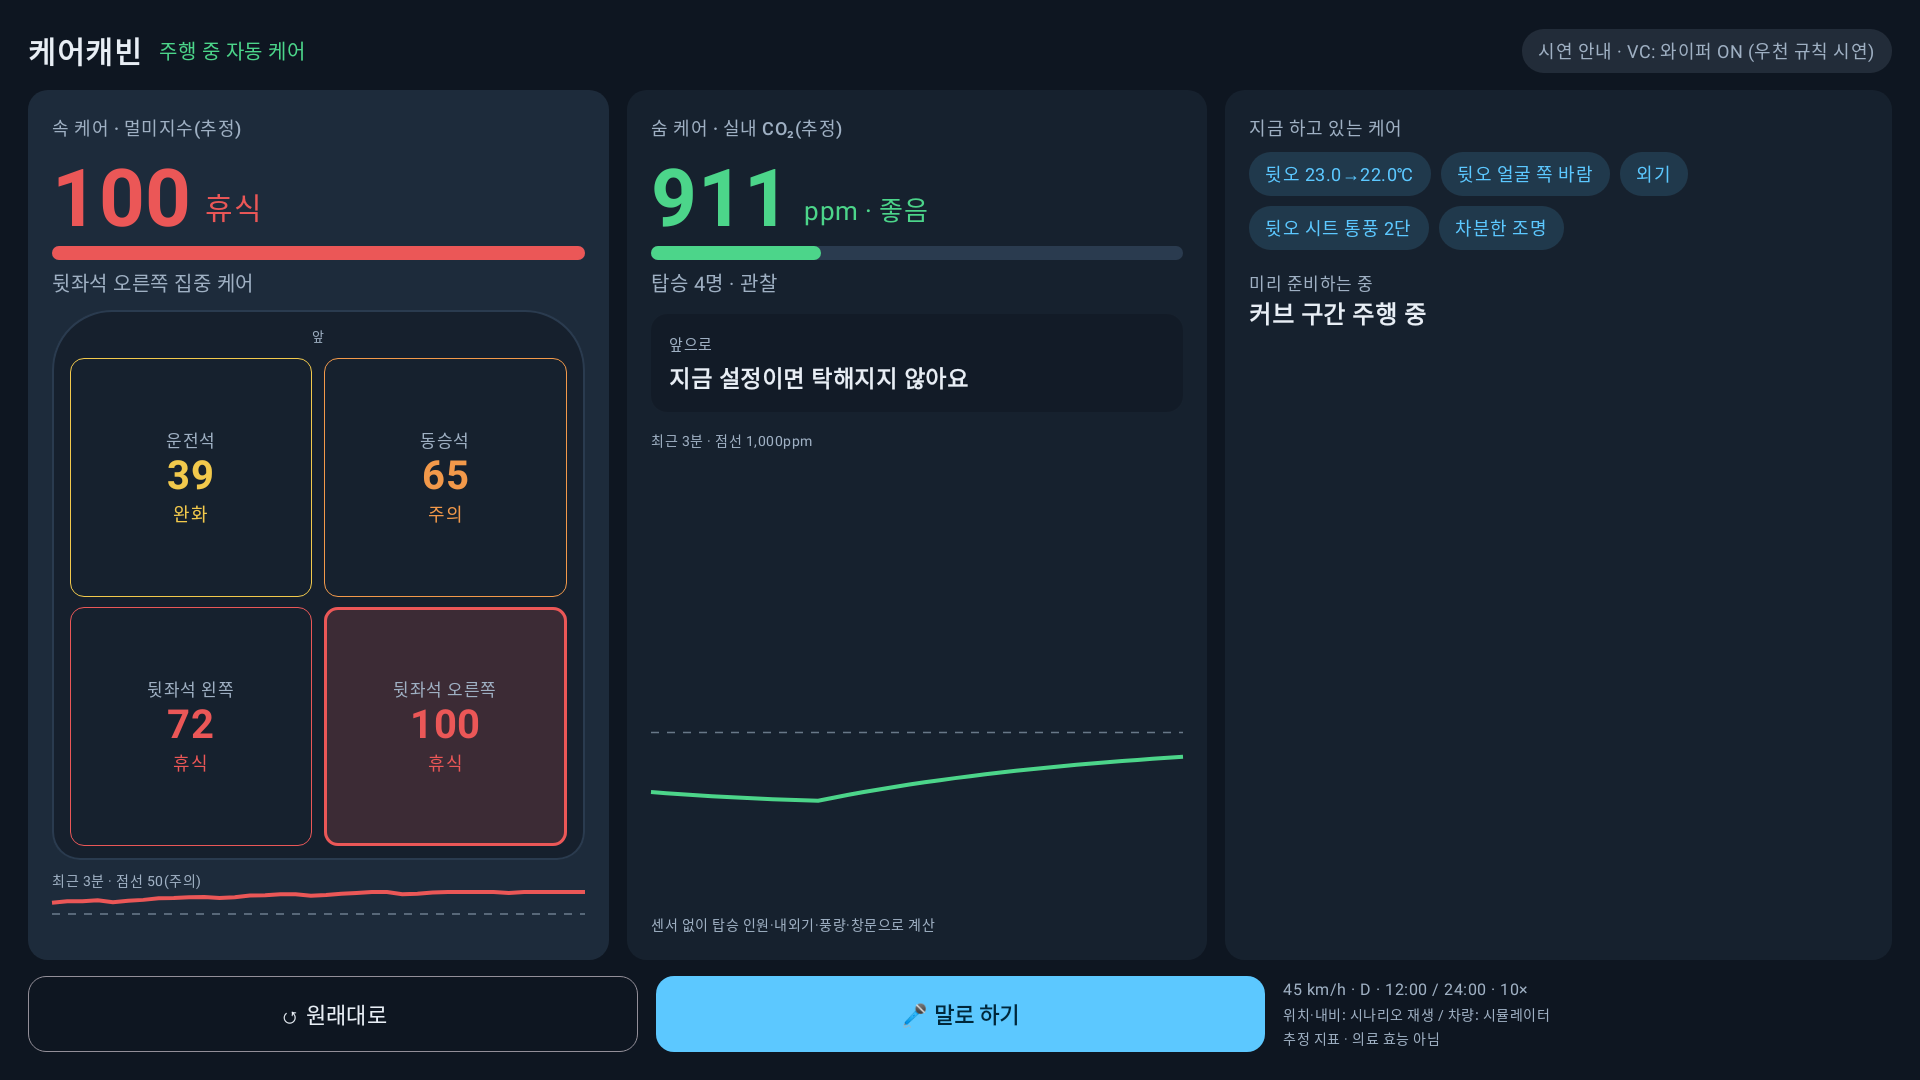 케어캐빈 주행 중 자동 케어
시연 안내 · VC: 와이퍼 ON (우천 규칙 시연)
속 케어 · 멀미지수(추정)
100 휴식
뒷좌석 오른쪽 집중 케어
앞
운전석
39
완화
동승석
65
주의
뒷좌석 왼쪽
72
휴식
뒷좌석 오른쪽
100
휴식
최근 3분 · 점선 50(주의)
숨 케어 · 실내 CO₂(추정)
911 ppm · 좋음
탑승 4명 · 관찰
앞으로
지금 설정이면 탁해지지 않아요
최근 3분 · 점선 1,000ppm
센서 없이 탑승 인원·내외기·풍량·창문으로 계산
지금 하고 있는 케어
뒷오 23.0→22.0℃ 뒷오 얼굴 쪽 바람 외기
뒷오 시트 통풍 2단 차분한 조명
미리 준비하는 중
커브 구간 주행 중
↺ 원래대로
🎤 말로 하기
45 km/h · D · 12:00 / 24:00 · 10×
위치·내비: 시나리오 재생 / 차량: 시뮬레이터
추정 지표 · 의료 효능 아님